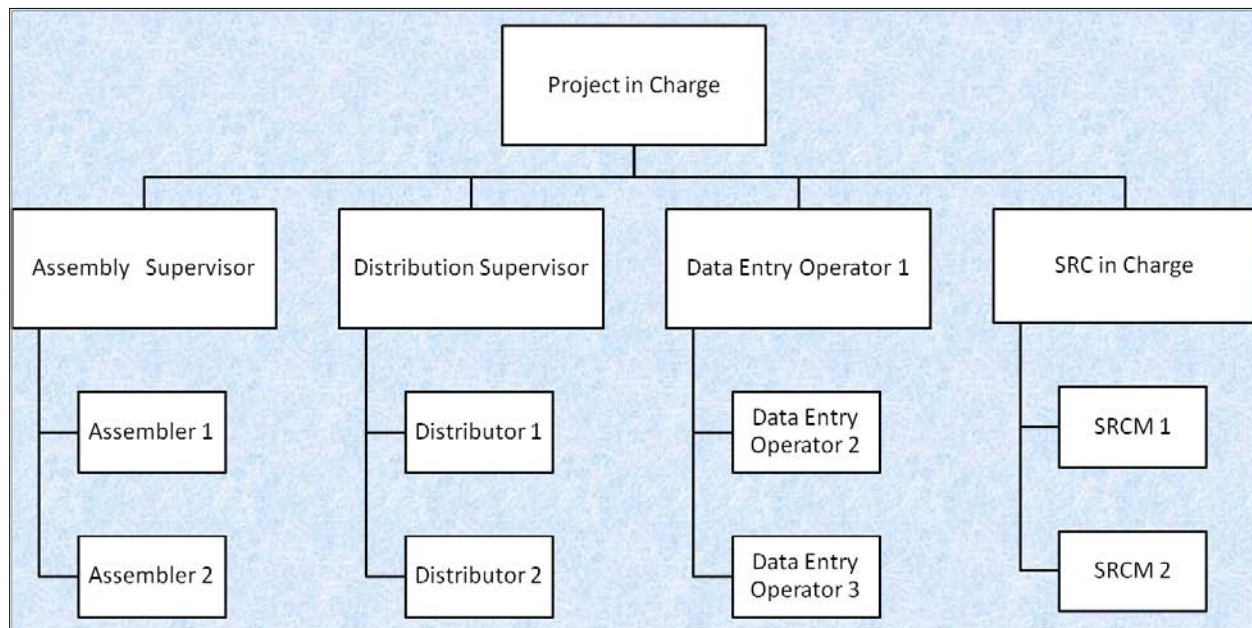 Project in Charge
Assembly Supervisor
Distribution Supervisor
Data Entry Operator 1
SRC in Charge
Assembler 1
Distributor 1
Data Entry
Operator 2
SRCM 1
Assembler 2
Distributor 2
Data Entry
Operator 3
SRCM 2